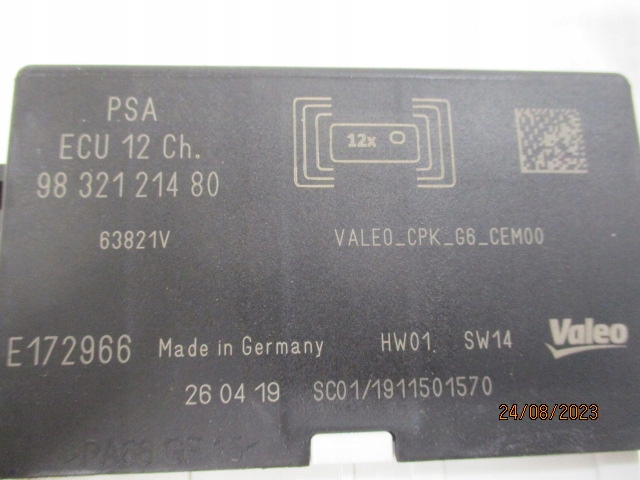 PSA
ECU 12 Ch.
98 321 214 80
12x
63821V
VALEO_CPK_G6_CEM00
E172966 Made in Germany HW01 SW14 Valeo
26 04 19 SC01/1911501570
24/08/2023